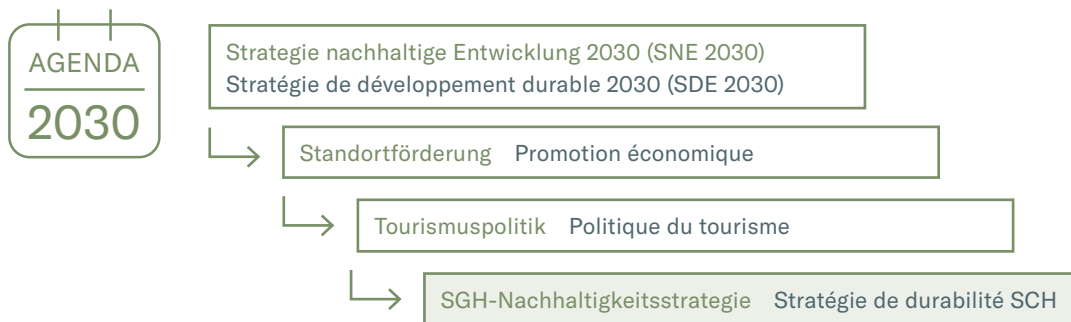 AGENDA
2030
Strategie nachhaltige Entwicklung 2030 (SNE 2030)
Stratégie de développement durable 2030 (SDE 2030)
Standortförderung Promotion économique
Tourismuspolitik Politique du tourisme
SGH-Nachhaltigkeitsstrategie Stratégie de durabilité SCH